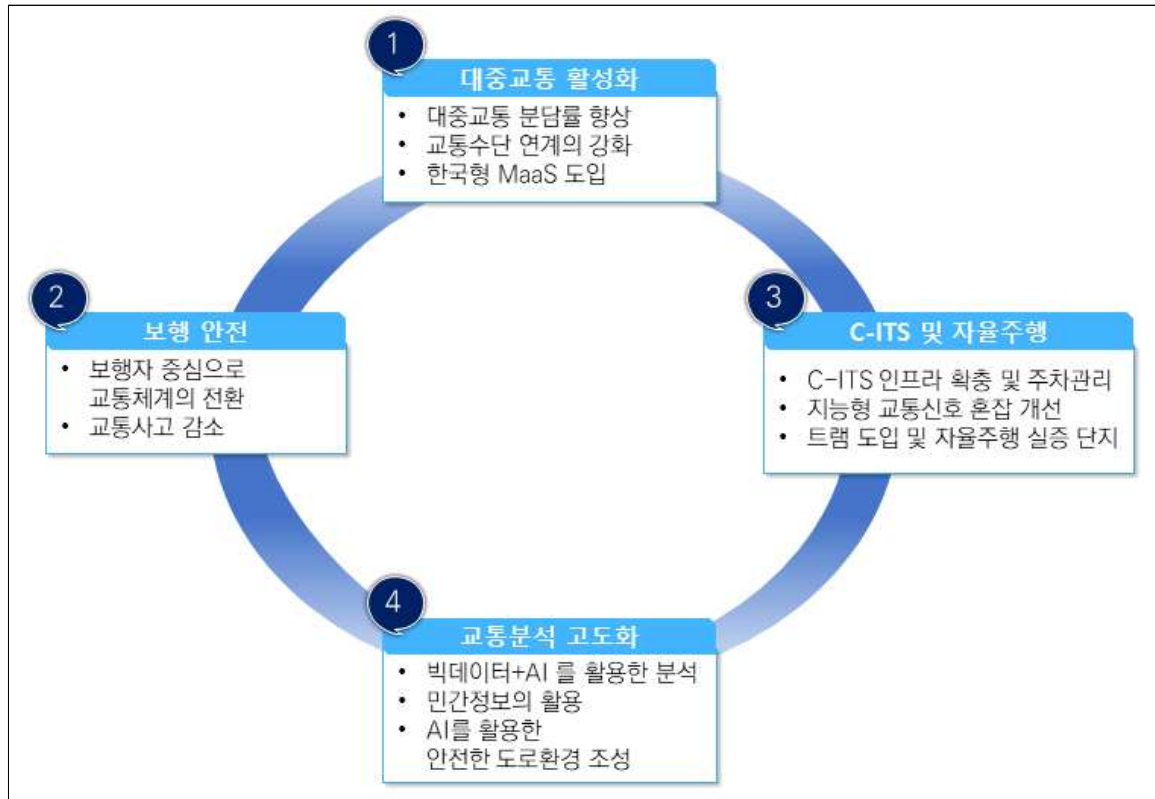 1
대중교통 활성화
• 대중교통 분담률 향상
• 교통수단 연계의 강화
• 한국형 MaaS 도입
2
보행 안전
• 보행자 중심으로
교통체계의 전환
• 교통사고 감소
3
C-ITS 및 자율주행
• C-ITS 인프라 확충 및 주차관리
• 지능형 교통신호 혼잡 개선
• 트램 도입 및 자율주행 실증 단지
4
교통분석 고도화
• 빅데이터+AI 를 활용한 분석
• 민간정보의 활용
• AI를 활용한
안전한 도로환경 조성